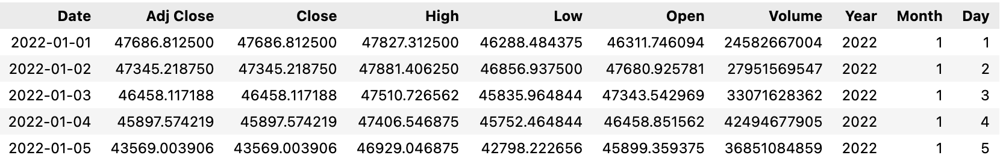 Date Adj Close Close High Low Open Volume Year Month Day
2022-01-01 47686.812500 47686.812500 47827.312500 46288.484375 46311.746094 24582667004 2022 1 1
2022-01-02 47345.218750 47345.218750 47881.406250 46856.937500 47680.925781 27951569547 2022 1 2
2022-01-03 46458.117188 46458.117188 47510.726562 45835.964844 47343.542969 33071628362 2022 1 3
2022-01-04 45897.574219 45897.574219 47406.546875 45752.464844 46458.851562 42494677905 2022 1 4
2022-01-05 43569.003906 43569.003906 46929.046875 42798.222656 45899.359375 36851084859 2022 1 5